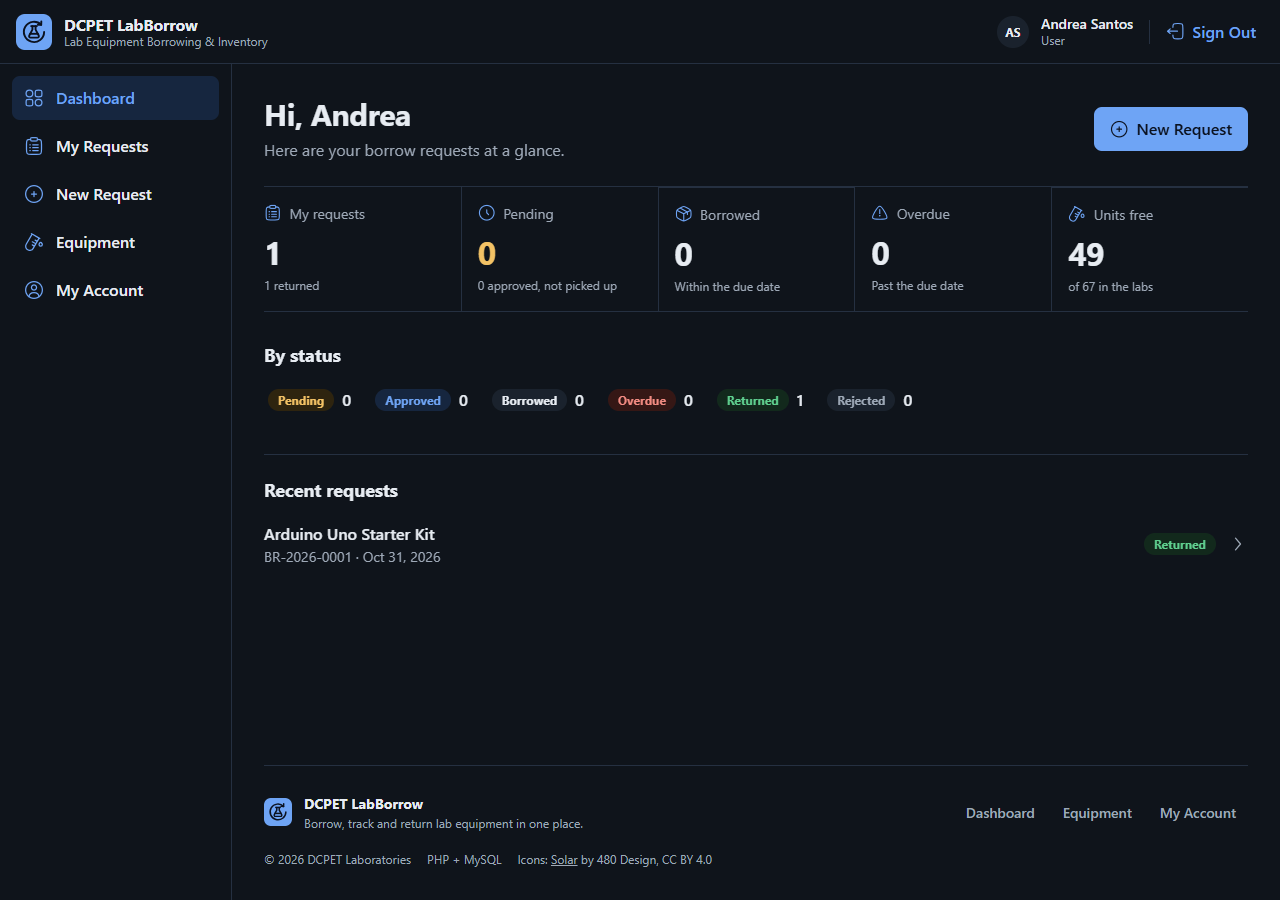 DCPET LabBorrow
Lab Equipment Borrowing & Inventory
AS
Andrea Santos
User
Sign Out
Dashboard
My Requests
New Request
Equipment
My Account
Hi, Andrea
Here are your borrow requests at a glance.
New Request
My requests
1
1 returned
Pending
0
0 approved, not picked up
Borrowed
0
Within the due date
Overdue
0
Past the due date
Units free
49
of 67 in the labs
By status
Pending 0 Approved 0 Borrowed 0 Overdue 0 Returned 1 Rejected 0
Recent requests
Arduino Uno Starter Kit
BR-2026-0001 · Oct 31, 2026
Returned
DCPET LabBorrow
Borrow, track and return lab equipment in one place.
Dashboard Equipment My Account
© 2026 DCPET Laboratories PHP + MySQL Icons: Solar by 480 Design, CC BY 4.0